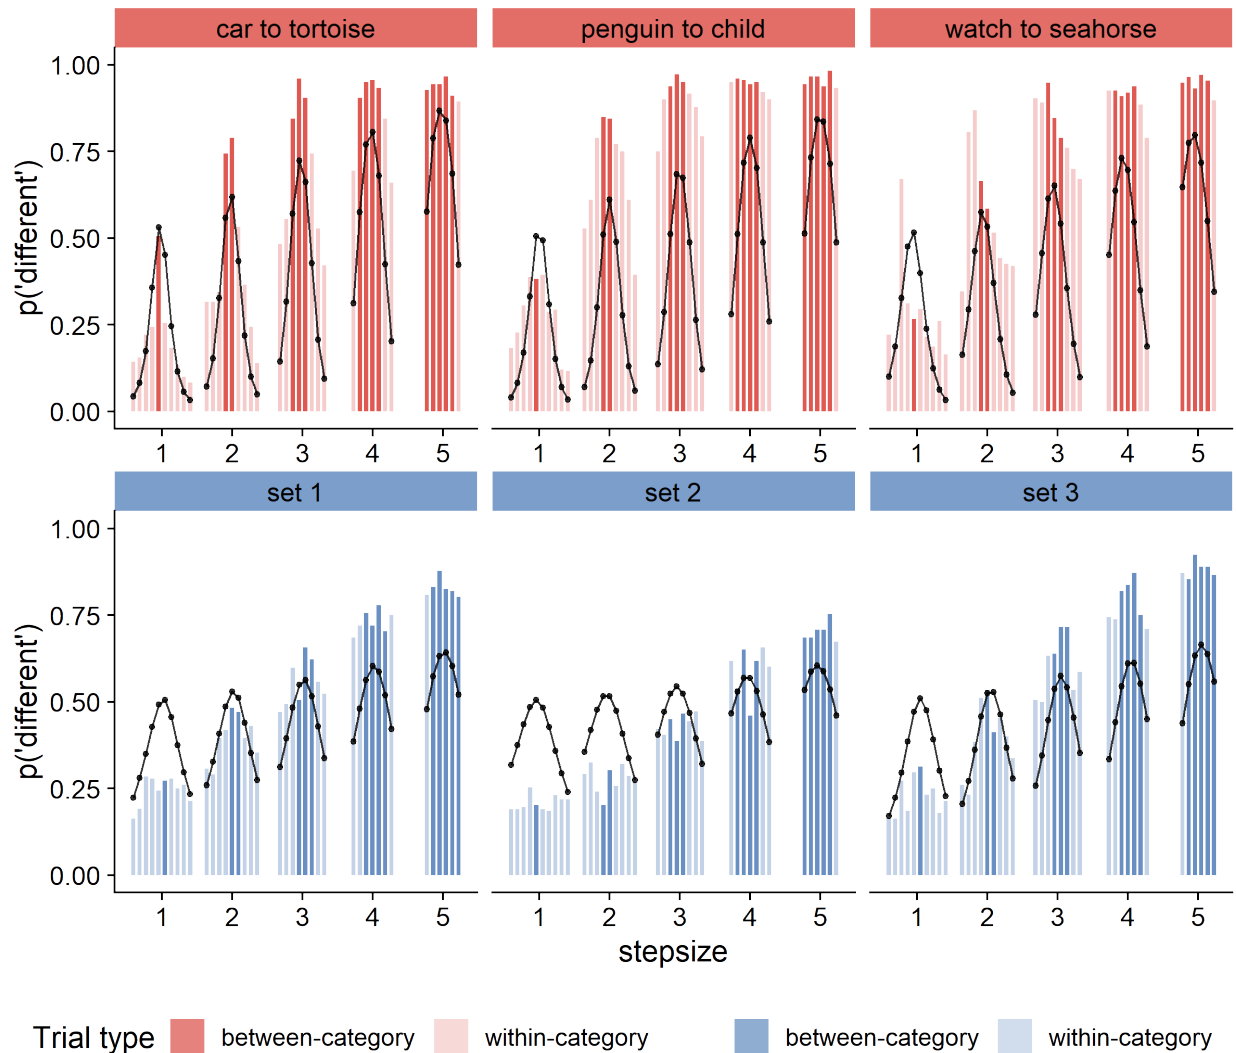 car to tortoise penguin to child watch to seahorse
1.00
0.75
0.50
0.25
0.00
p('different')
1 2 3 4 5 1 2 3 4 5 1 2 3 4 5
set 1 set 2 set 3
1.00
0.75
0.50
0.25
0.00
p('different')
1 2 3 4 5 1 2 3 4 5 1 2 3 4 5
stepsize
Trial type between-category within-category between-category within-category